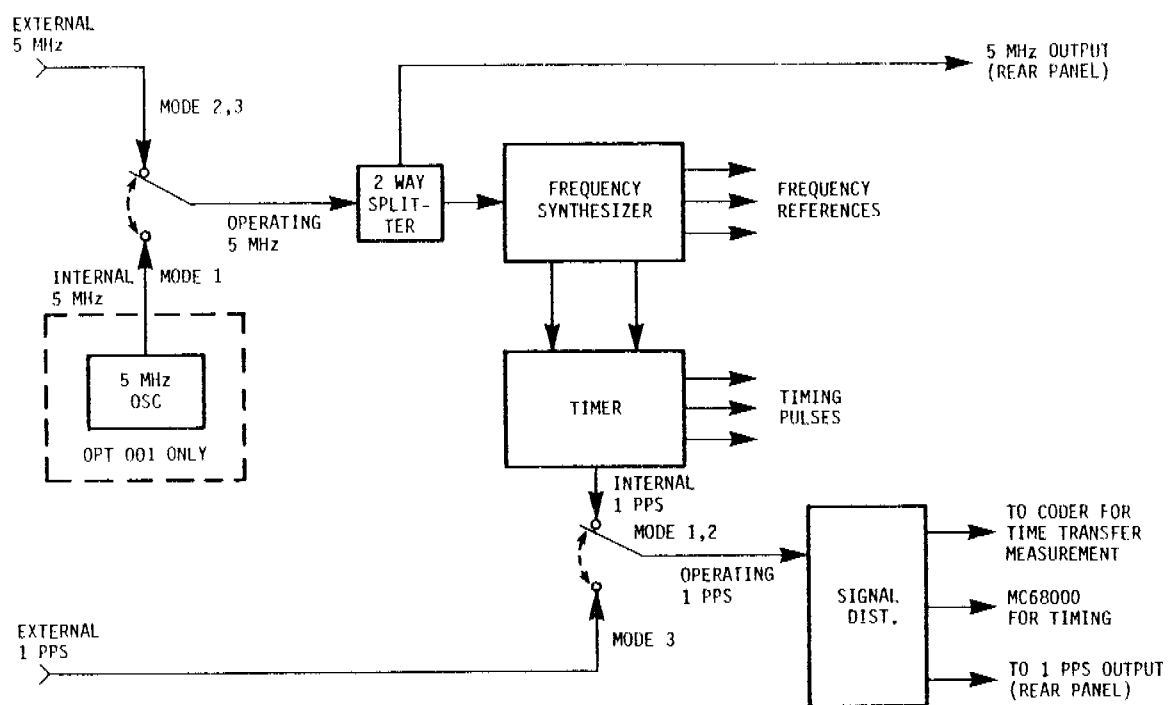 EXTERNAL
5 MHz
MODE 2,3
5 MHz OUTPUT
(REAR PANEL)
2 WAY
SPLIT-
TER
FREQUENCY
SYNTHESIZER
FREQUENCY
REFERENCES
OPERATING
5 MHz
INTERNAL
5 MHz
MODE 1
5 MHz
OSC
OPT 001 ONLY
TIMER
TIMING
PULSES
INTERNAL
1 PPS
MODE 1,2
OPERATING
1 PPS
MODE 3
EXTERNAL
1 PPS
SIGNAL
DIST.
TO CODER FOR
TIME TRANSFER
MEASUREMENT
MC68000
FOR TIMING
TO 1 PPS OUTPUT
(REAR PANEL)